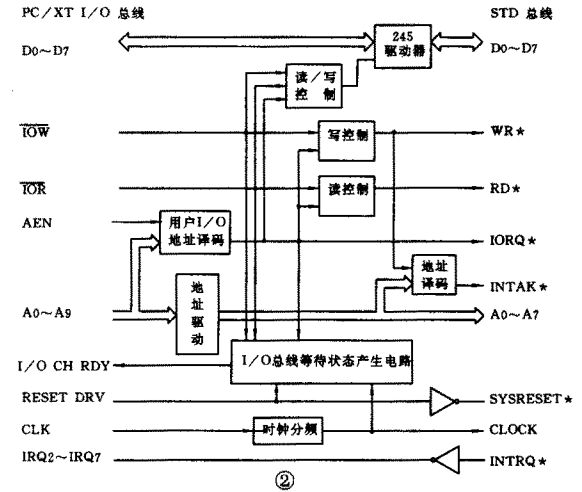 PC/XT I/O 总线
STD 总线
D0～D7
245
驱动器
D0～D7
读/写
控 制
IOW
写控制
WR*
IOR
读控制
RD*
AEN
用户I/O
地址译码
IORQ*
地址
译码
INTAK*
A0～A9
地
址
驱
动
A0～A7
I/O CH RDY
I/O总线等待状态产生电路
RESET DRV
SYSRESET*
CLK
时钟分频
CLOCK
IRQ2～IRQ7
INTRQ*
②